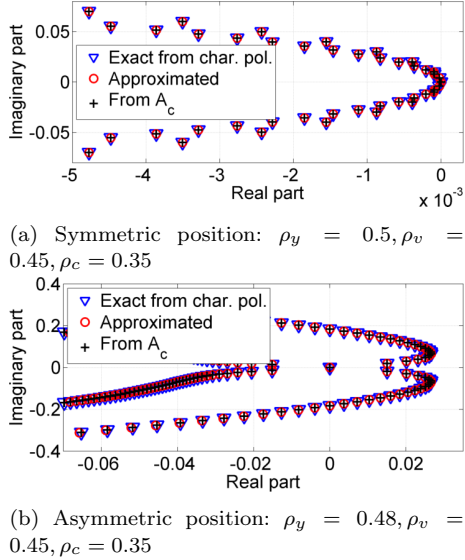 0.05
0
-0.05
Imaginary part
Exact from char. pol.
Approximated
From A_c
-5 -4 -3 -2 -1 0
Real part
x 10^-3
(a) Symmetric position: ρ_y = 0.5, ρ_v =
0.45, ρ_c = 0.35
0.4
0.2
0
-0.2
-0.4
Imaginary part
Exact from char. pol.
Approximated
From A_c
-0.06 -0.04 -0.02 0 0.02
Real part
(b) Asymmetric position: ρ_y = 0.48, ρ_v =
0.45, ρ_c = 0.35